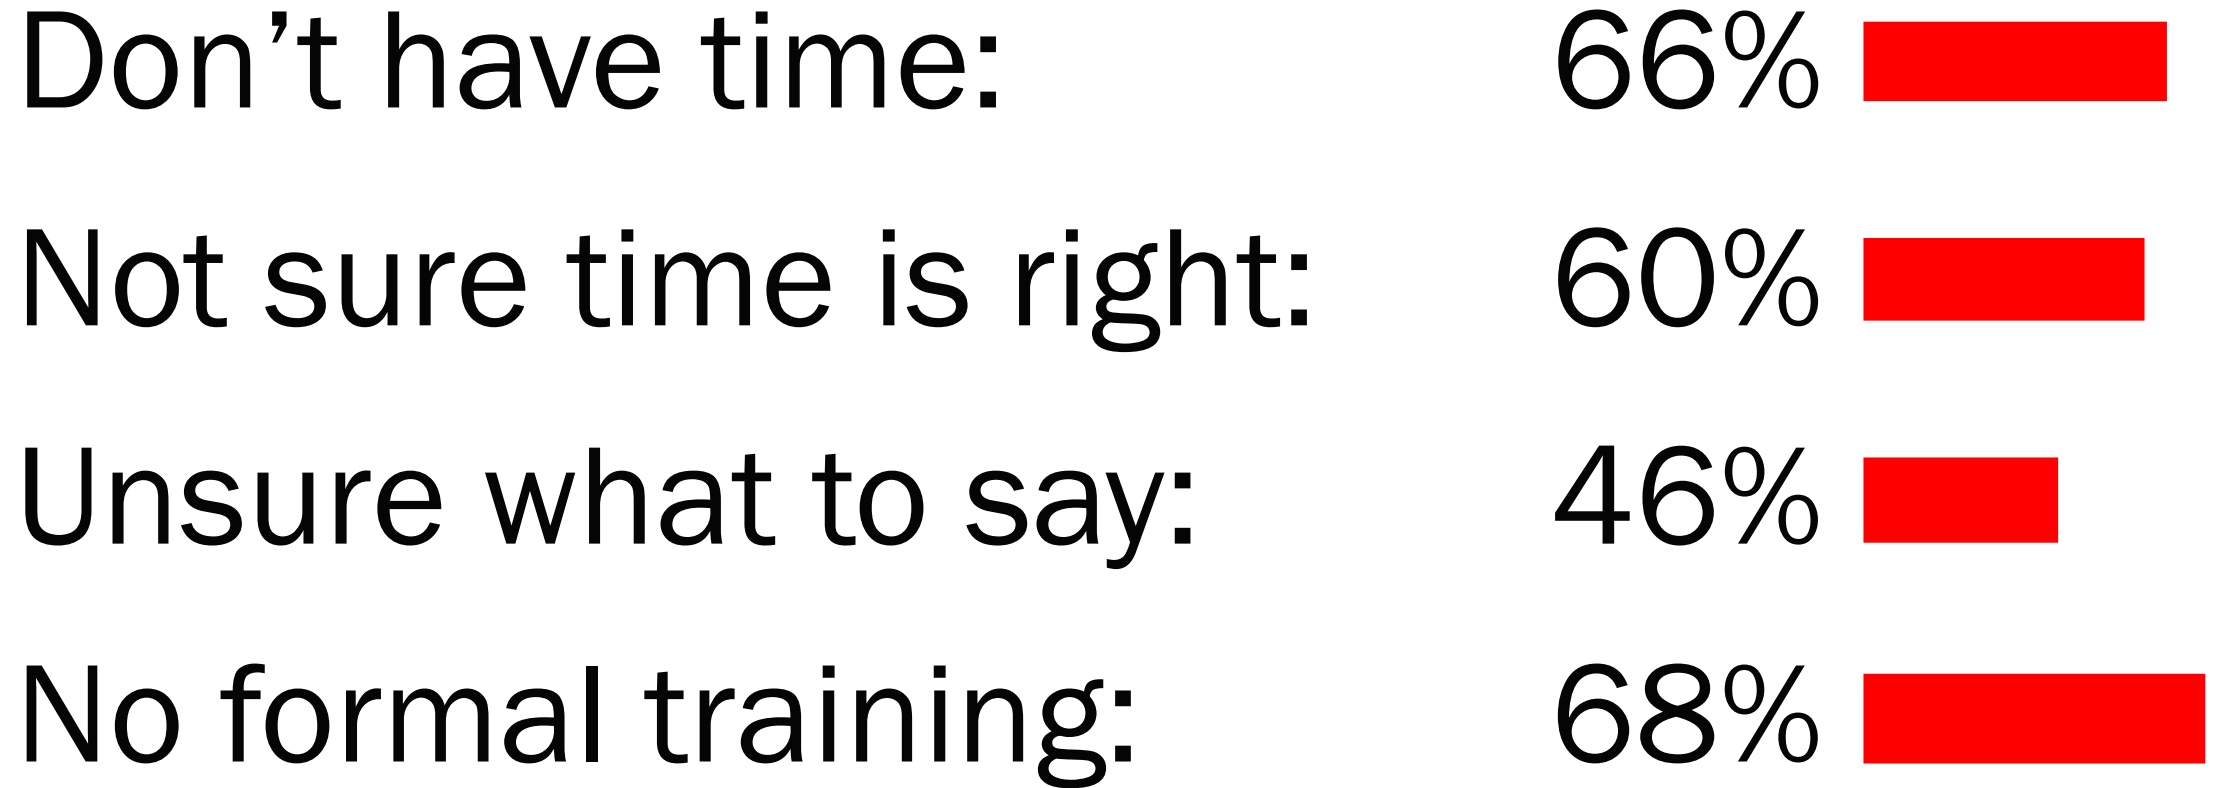 Don’t have time: 66%
Not sure time is right: 60%
Unsure what to say: 46%
No formal training: 68%